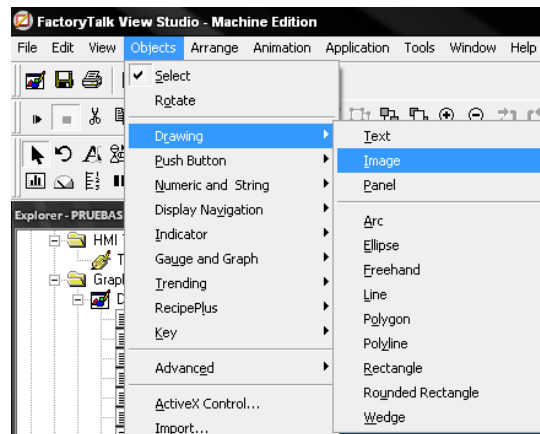 FactoryTalk View Studio - Machine Edition
File Edit View Objects Arrange Animation Application Tools Window Help
Select
Rotate
Drawing
Push Button
Numeric and String
Display Navigation
Indicator
Gauge and Graph
Trending
RecipePlus
Key
Advanced
ActiveX Control...
Import...
Text
Image
Panel
Arc
Ellipse
Freehand
Line
Polygon
Polyline
Rectangle
Rounded Rectangle
Wedge
Explorer - PRUEBAS
HMI